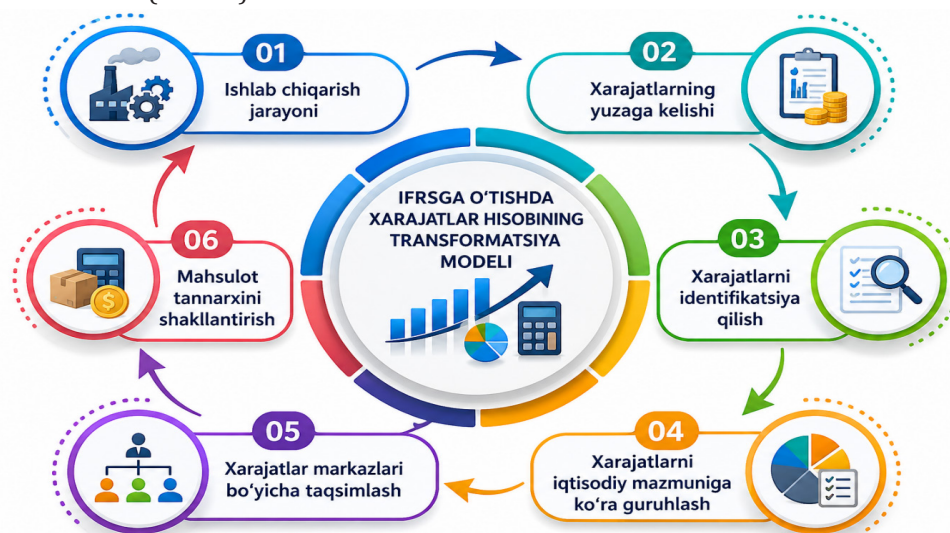 01
Ishlab chiqarish
jarayoni
02
Xarajatlarning
yuzaga kelishi
IFRSGA O‘TISHDA
XARAJATLAR HISOBINING
TRANSFORMATSIYA
MODELI
03
Xarajatlarni
identifikatsiya
qilish
04
Xarajatlarni
iqtisodiy mazmuniga
ko‘ra guruhlash
05
Xarajatlar markazlari
bo‘yicha taqsimlash
06
Mahsulot
tannarxini
shakllantirish
$